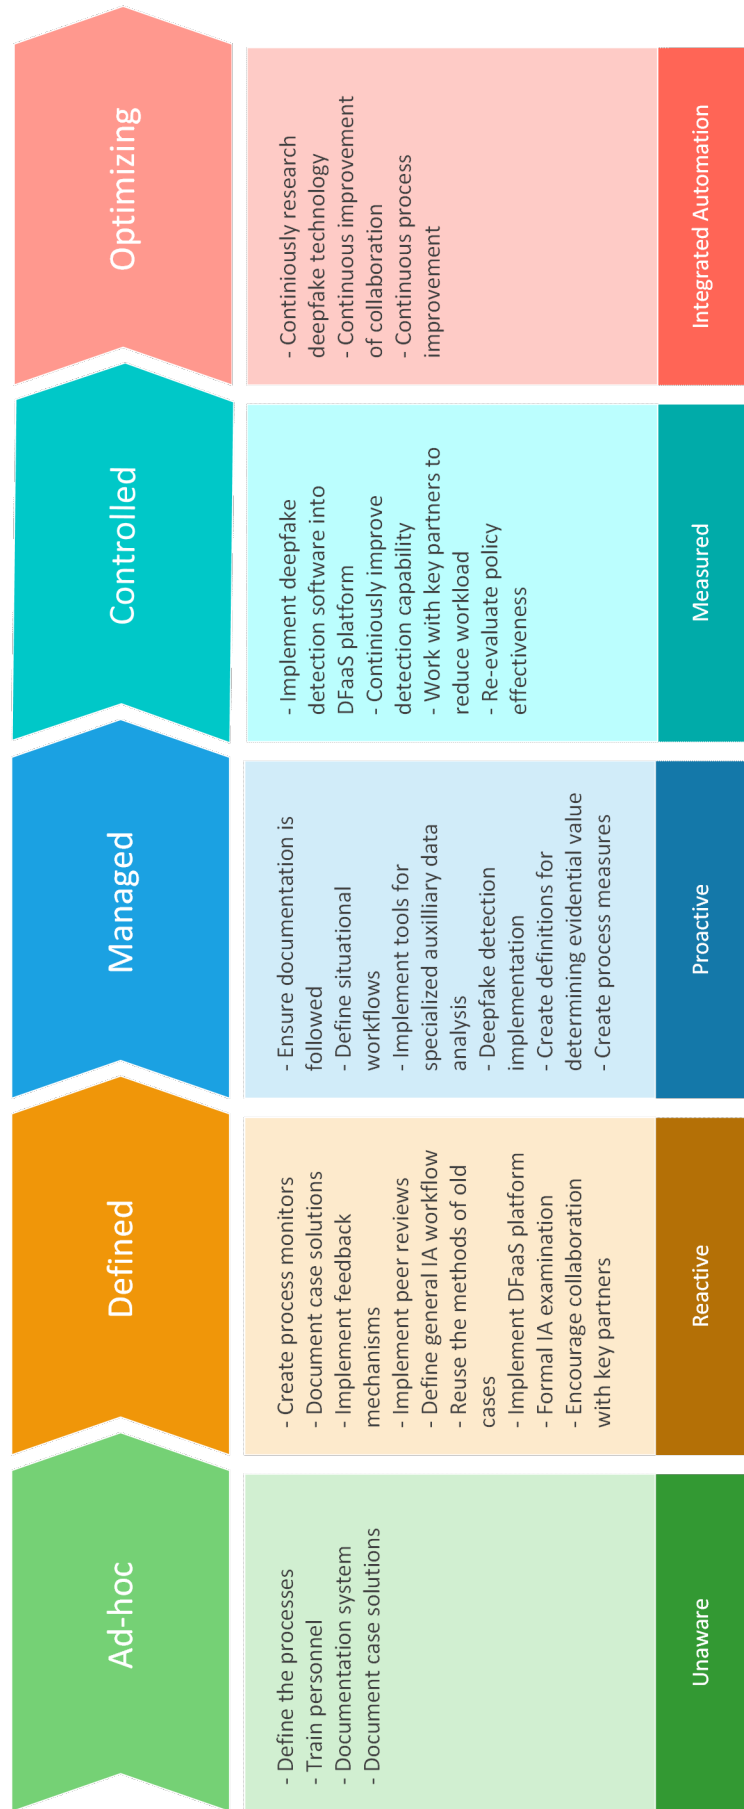 Ad-hoc
- Define the processes
- Train personnel
- Documentation system
- Document case solutions
Unaware
Defined
- Create process monitors
- Document case solutions
- Implement feedback
mechanisms
- Implement peer reviews
- Define general IA workflow
- Reuse the methods of old
cases
- Implement DFaaS platform
- Formal IA examination
- Encourage collaboration
with key partners
Reactive
Managed
- Ensure documentation is
followed
- Define situational
workflows
- Implement tools for
specialized auxilliary data
analysis
- Deepfake detection
implementation
- Create definitions for
determining evidential value
- Create process measures
Proactive
Controlled
- Implement deepfake
detection software into
DFaaS platform
- Continiously improve
detection capability
- Work with key partners to
reduce workload
- Re-evaluate policy
effectiveness
Measured
Optimizing
- Continiously research
deepfake technology
- Continuous improvement
of collaboration
- Continuous process
improvement
Integrated Automation